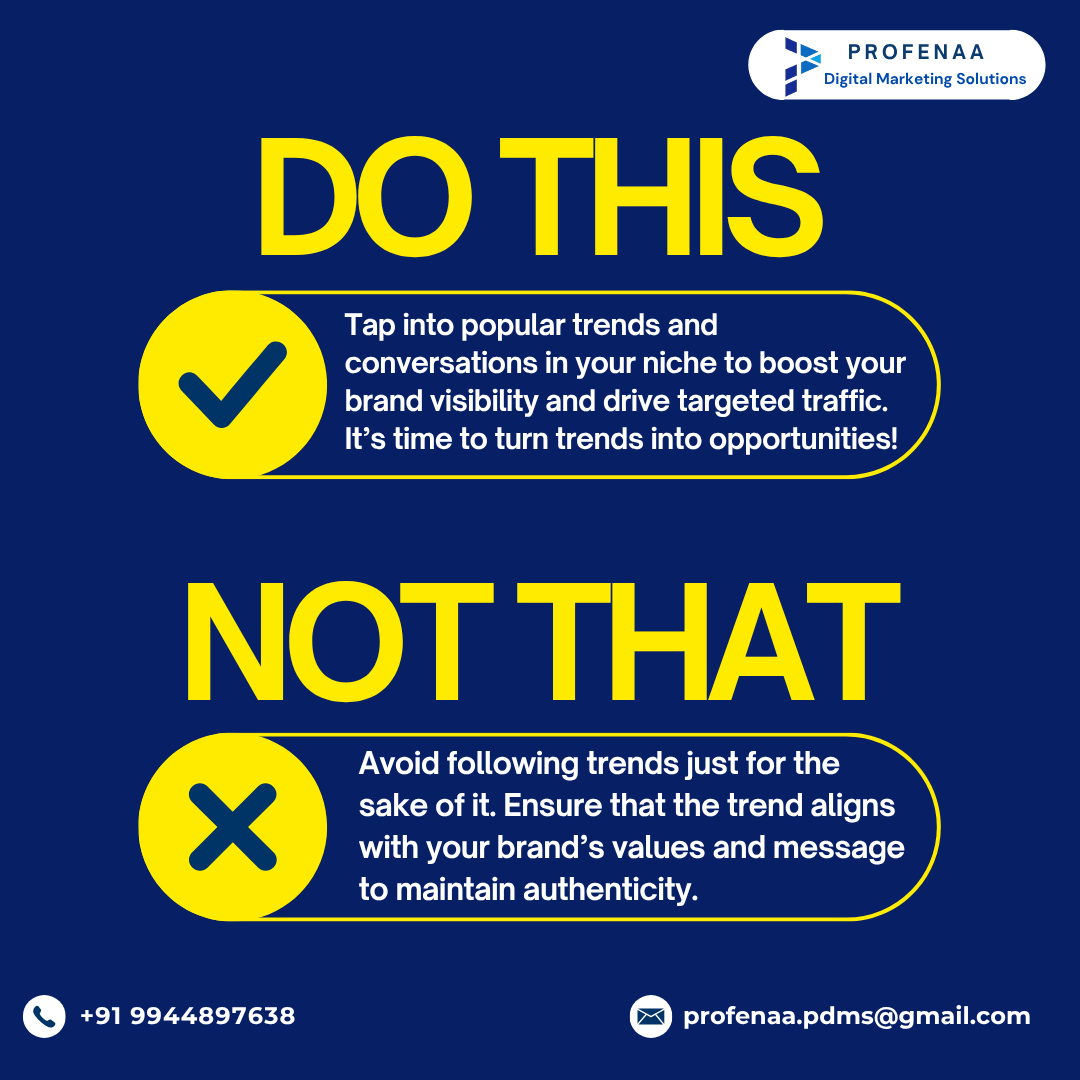 PROFENAA
Digital Marketing Solutions
DO THIS
Tap into popular trends and
conversations in your niche to boost your
brand visibility and drive targeted traffic.
It’s time to turn trends into opportunities!
NOT THAT
Avoid following trends just for the
sake of it. Ensure that the trend aligns
with your brand’s values and message
to maintain authenticity.
+91 9944897638
profenaa.pdms@gmail.com